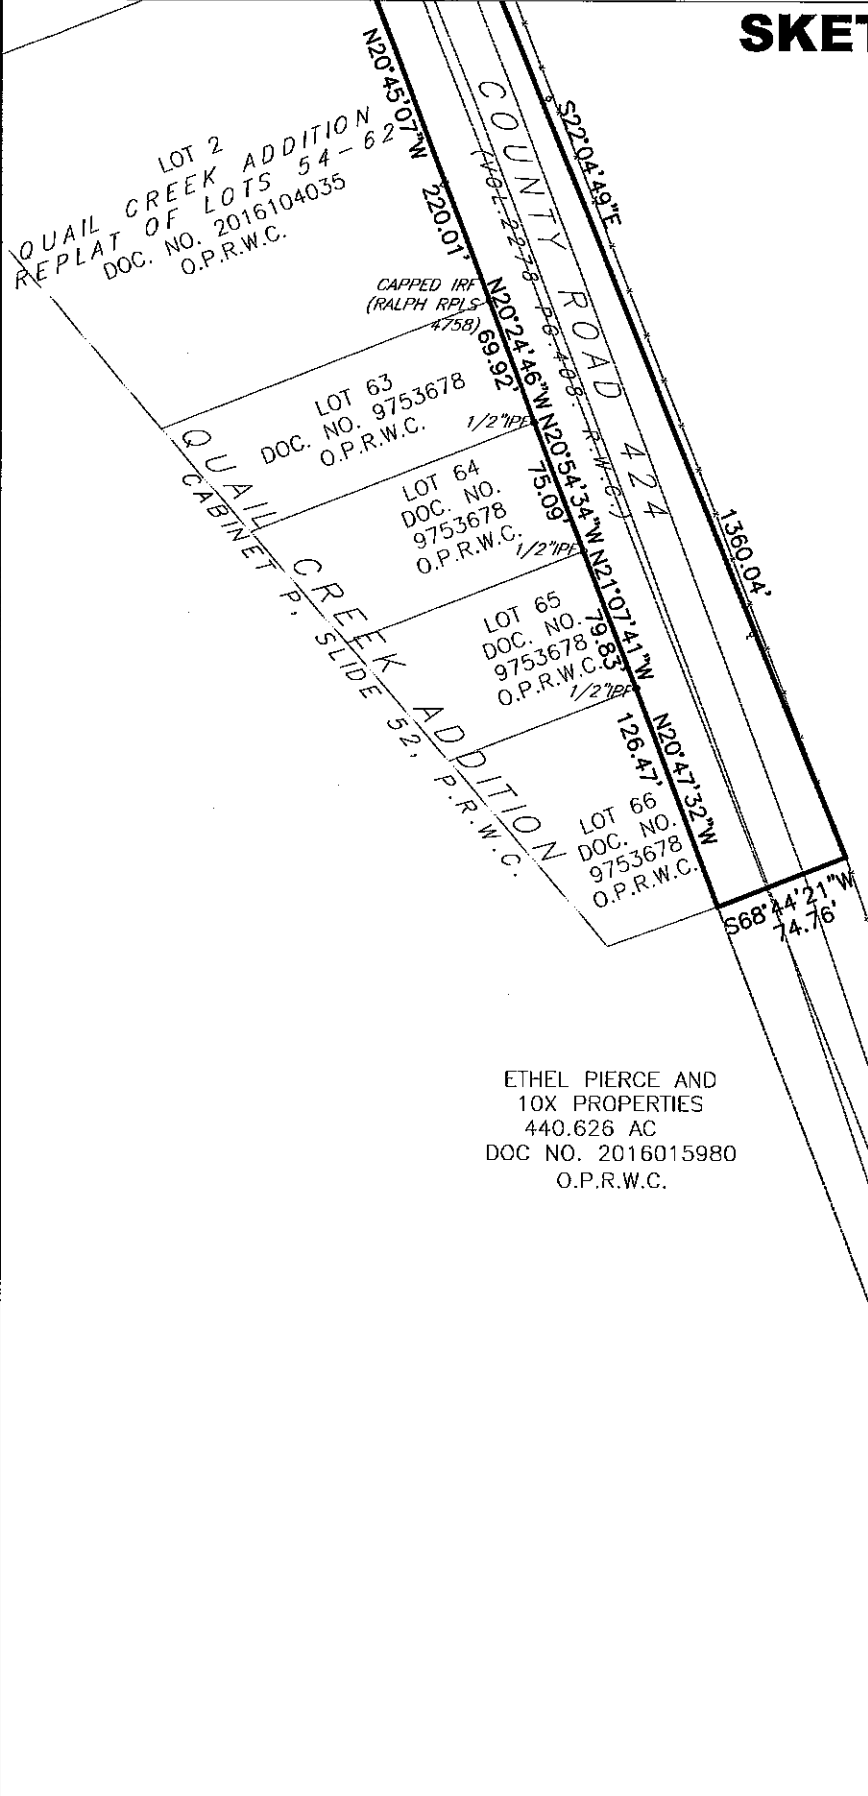 SKET
N20°45'07"W
220.01'
COUNTY ROAD 424
(VOL.2278 PG.408. R.W.C.)
S22°04'49"E
1360.04'
LOT 2
QUAIL CREEK ADDITION
REPLAT OF LOTS 54-62
DOC. NO. 2016104035
O.P.R.W.C.
CAPPED IRF
(RALPH RPLS
4758)
N20°24'46"W
69.92'
LOT 63
DOC. NO. 9753678
O.P.R.W.C.
1/2"IPF
N20°54'34"W
75.09'
LOT 64
DOC. NO.
9753678
O.P.R.W.C.
1/2"IPF
N21°07'41"W
79.83'
LOT 65
DOC. NO.
9753678
O.P.R.W.C.
1/2"IPF
N20°47'32"W
126.47'
LOT 66
DOC. NO.
9753678
O.P.R.W.C.
QUAIL CREEK ADDITION
CABINET P, SLIDE 52, P.R.W.C.
S68°44'21"W
74.76'
ETHEL PIERCE AND
10X PROPERTIES
440.626 AC
DOC NO. 2016015980
O.P.R.W.C.